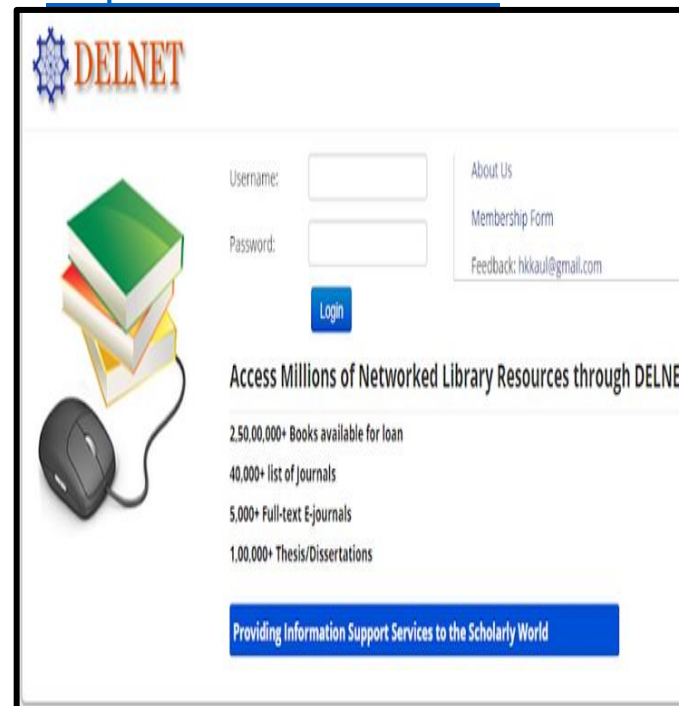 DELNET
Username:
Password:
Login
About Us
Membership Form
Feedback: hkkaul@gmail.com
Access Millions of Networked Library Resources through DELNE
2,50,00,000+ Books available for loan
40,000+ list of Journals
5,000+ Full-text E-journals
1,00,000+ Thesis/Dissertations
Providing Information Support Services to the Scholarly World